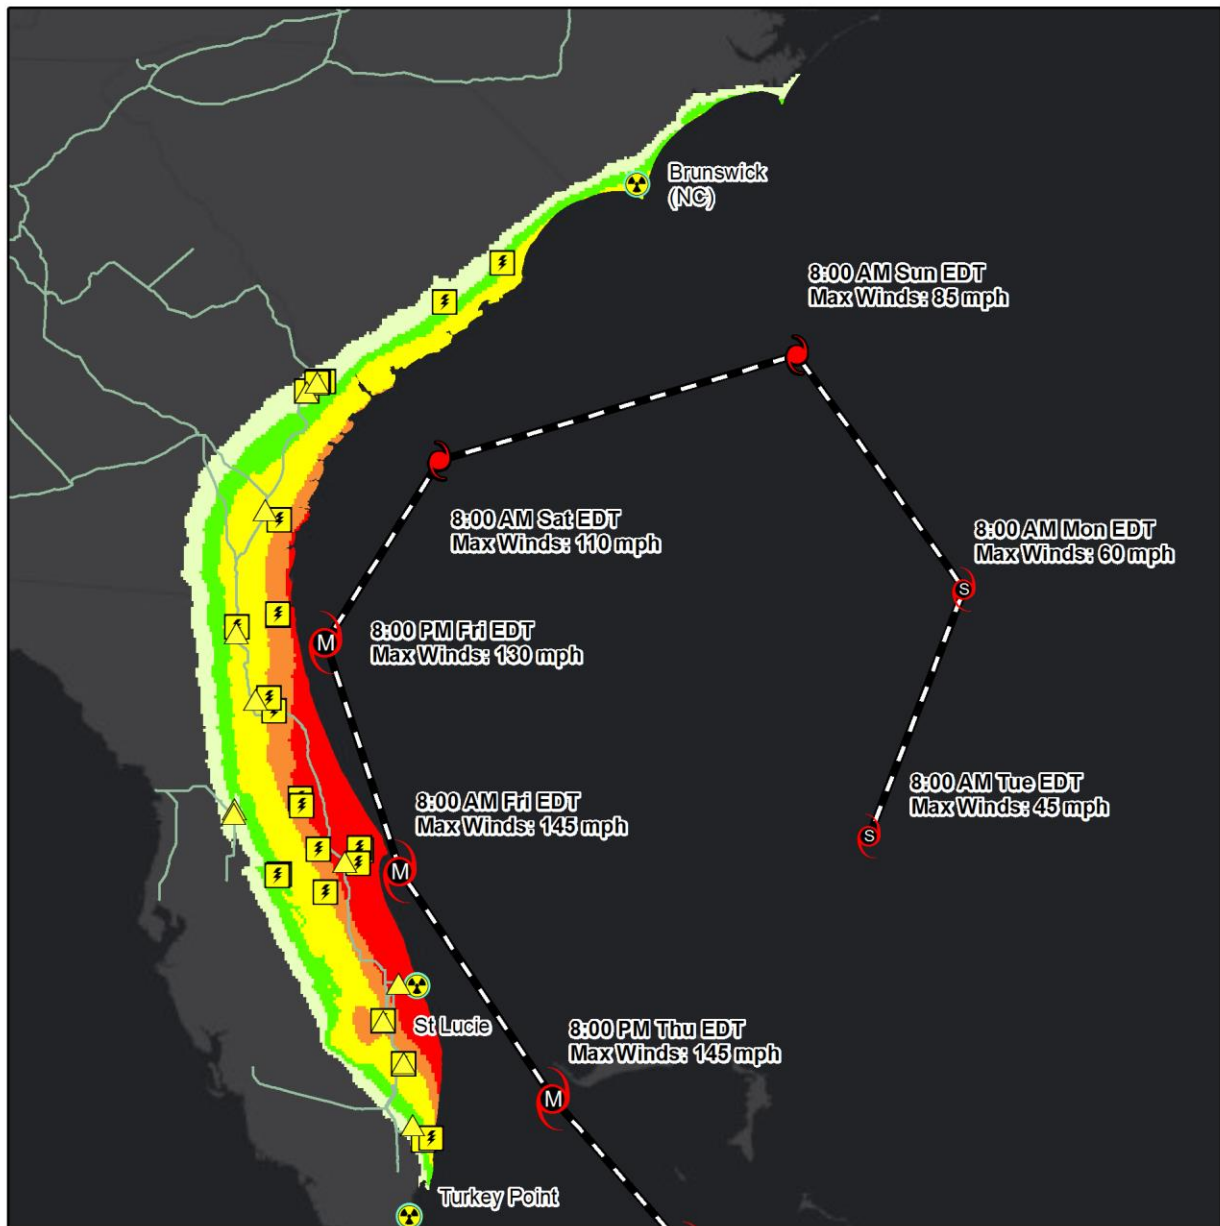 Brunswick
(NC)
8:00 AM Sun EDT
Max Winds: 85 mph
8:00 AM Sat EDT
Max Winds: 110 mph
8:00 AM Mon EDT
Max Winds: 60 mph
S
M
8:00 PM Fri EDT
Max Winds: 130 mph
8:00 AM Fri EDT
Max Winds: 145 mph
M
8:00 AM Tue EDT
Max Winds: 45 mph
S
St Lucie
8:00 PM Thu EDT
Max Winds: 145 mph
M
Turkey Point